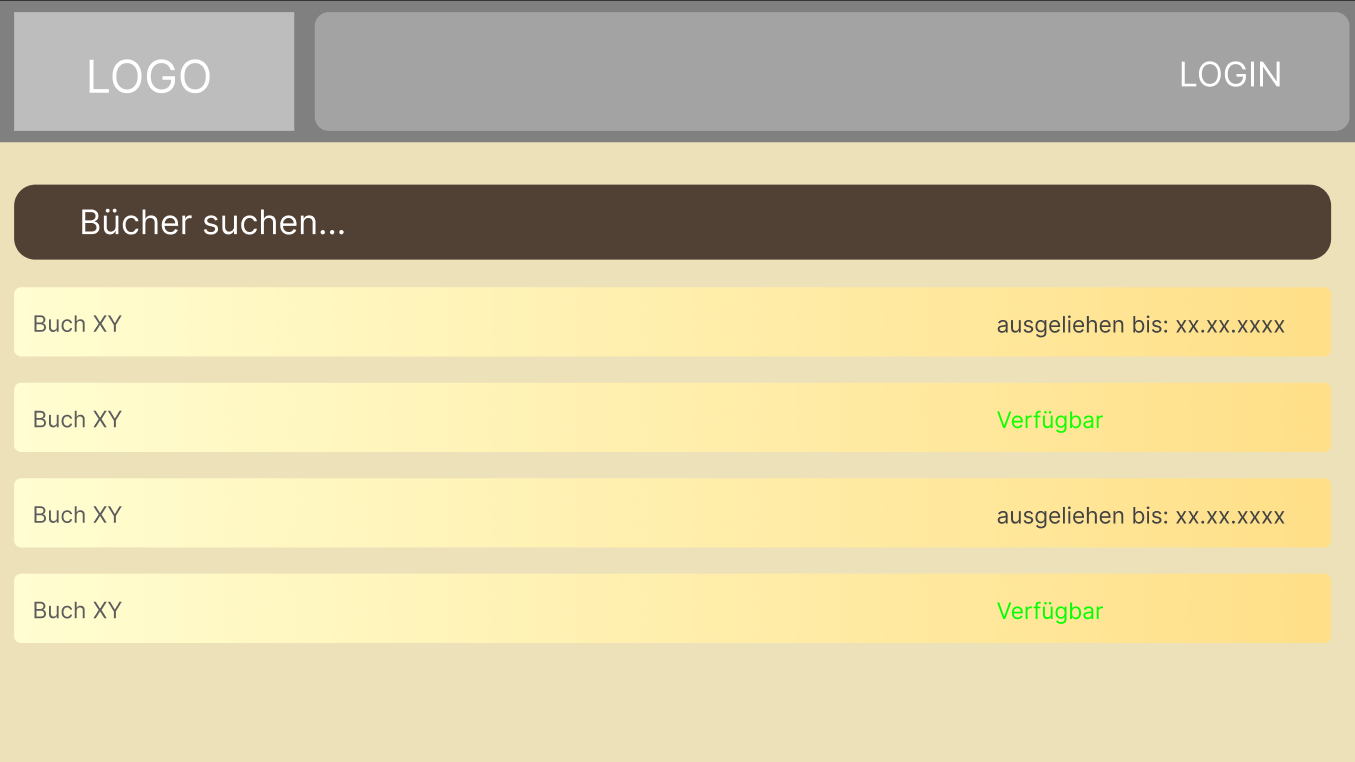 LOGO
LOGIN
Bücher suchen...
Buch XY
ausgeliehen bis: xx.xx.xxxx
Buch XY
Verfügbar
Buch XY
ausgeliehen bis: xx.xx.xxxx
Buch XY
Verfügbar